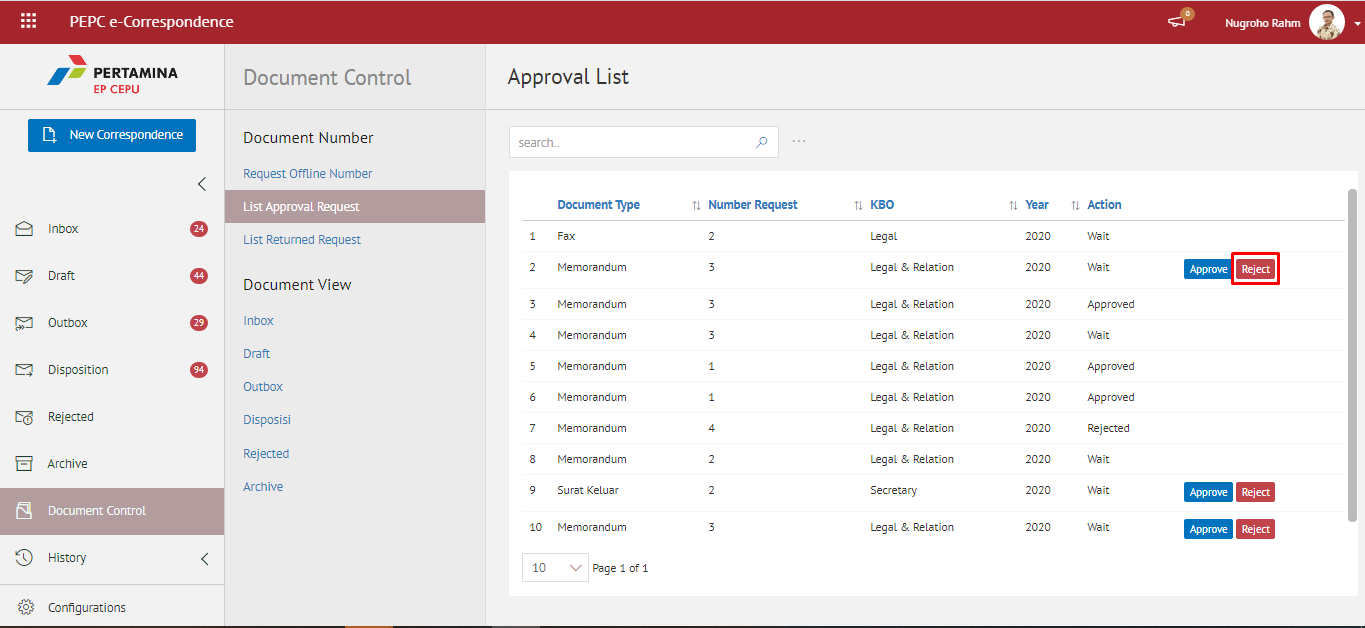 PEPC e-Correspondence
0
Nugroho Rahm
PERTAMINA
EP CEPU
New Correspondence
Inbox 24
Draft 44
Outbox 29
Disposition 94
Rejected
Archive
Document Control
History
Configurations
Document Control
Document Number
Request Offline Number
List Approval Request
List Returned Request
Document View
Inbox
Draft
Outbox
Disposisi
Rejected
Archive
Approval List
search..
...
Document Type Number Request KBO Year Action
1 Fax 2 Legal 2020 Wait
2 Memorandum 3 Legal & Relation 2020 Wait Approve Reject
3 Memorandum 3 Legal & Relation 2020 Approved
4 Memorandum 3 Legal & Relation 2020 Wait
5 Memorandum 1 Legal & Relation 2020 Approved
6 Memorandum 1 Legal & Relation 2020 Approved
7 Memorandum 4 Legal & Relation 2020 Rejected
8 Memorandum 2 Legal & Relation 2020 Wait
9 Surat Keluar 2 Secretary 2020 Wait Approve Reject
10 Memorandum 3 Legal & Relation 2020 Wait Approve Reject
10 Page 1 of 1